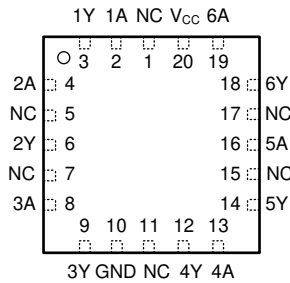 1Y 1A NC VCC 6A
3 2 1 20 19
2A 4 18 6Y
NC 5 17 NC
2Y 6 16 5A
NC 7 15 NC
3A 8 14 5Y
9 10 11 12 13
3Y GND NC 4Y 4A